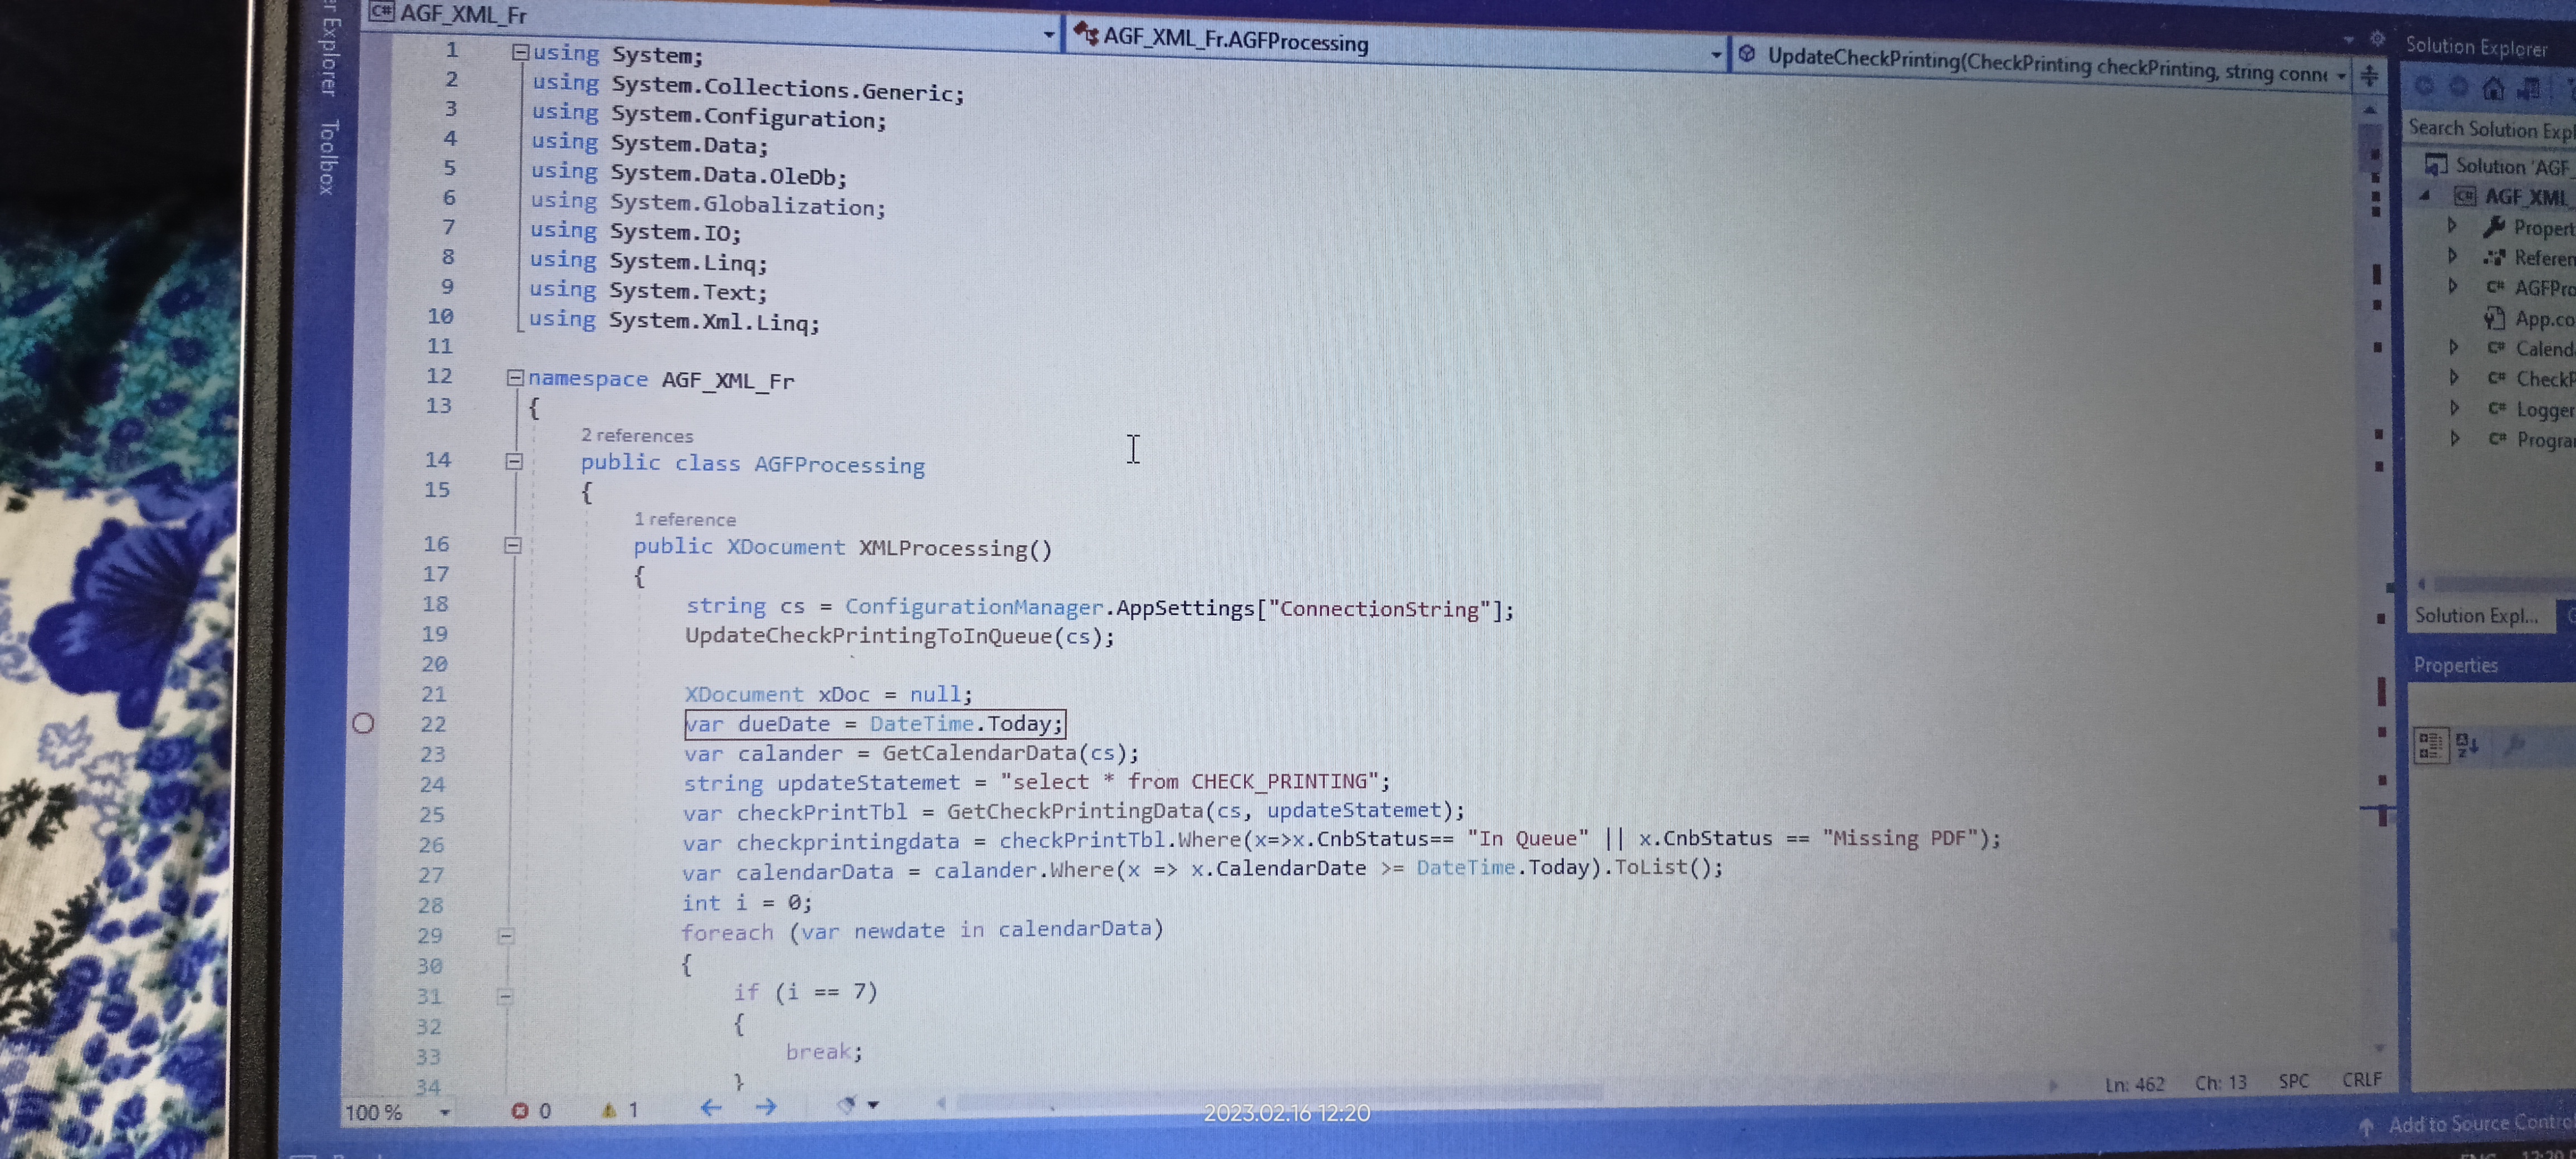 er Explorer
Toolbox
C# AGF_XML_Fr
AGF_XML_Fr.AGFProcessing
UpdateCheckPrinting(CheckPrinting checkPrinting, string conn
1 using System;
2 using System.Collections.Generic;
3 using System.Configuration;
4 using System.Data;
5 using System.Data.OleDb;
6 using System.Globalization;
7 using System.IO;
8 using System.Linq;
9 using System.Text;
10 using System.Xml.Linq;
11
12 namespace AGF_XML_Fr
13 {
2 references
14 public class AGFProcessing
15 {
1 reference
16 public XDocument XMLProcessing()
17 {
18 string cs = ConfigurationManager.AppSettings["ConnectionString"];
19 UpdateCheckPrintingToInQueue(cs);
20
21 XDocument xDoc = null;
22 var dueDate = DateTime.Today;
23 var calander = GetCalendarData(cs);
24 string updateStatemet = "select * from CHECK_PRINTING";
25 var checkPrintTbl = GetCheckPrintingData(cs, updateStatemet);
26 var checkprintingdata = checkPrintTbl.Where(x=>x.CnbStatus== "In Queue" || x.CnbStatus == "Missing PDF");
27 var calendarData = calander.Where(x => x.CalendarDate >= DateTime.Today).ToList();
28 int i = 0;
29 foreach (var newdate in calendarData)
30 {
31 if (i == 7)
32 {
33 break;
34 }
100 %
0
1
Ln: 462 Ch: 13 SPC CRLF
2023.02.16 12:20
Solution Explorer
Search Solution Expl
Solution 'AGF_
C# AGF_XML_
Propert
Referen
C# AGFPro
App.co
C# Calend
C# CheckP
C# Logger
C# Progra
Solution Expl...
Properties
Add to Source Contro